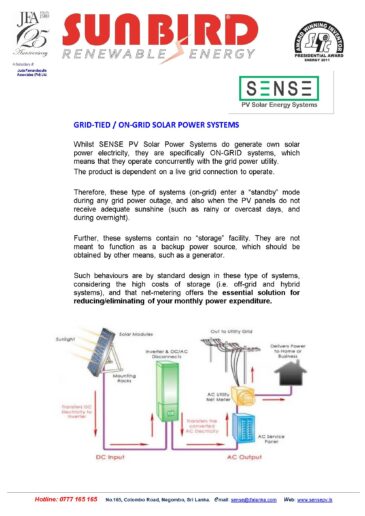 JFA
25
Anniversary
SUNBIRD
RENEWABLE ENERGY
AWARD WINNING
PRESIDENTIAL AWARD
ENERGY 2011
SENSE
PV Solar Energy Systems
GRID-TIED / ON-GRID SOLAR POWER SYSTEMS
Whilst SENSE PV Solar Power Systems do generate own solar
power electricity, they are specifically ON-GRID systems, which
means that they operate concurrently with the grid power utility.
The product is dependent on a live grid connection to operate.
Therefore, these type of systems (on-grid) enter a “standby” mode
during any grid power outage, and also when the PV panels do not
receive adequate sunshine (such as rainy or overcast days, and
during overnight).
Further, these systems contain no “storage” facility. They are not
meant to function as a backup power source, which should be
obtained by other means, such as a generator.
Such behaviours are by standard design in these type of systems,
considering the high costs of storage (i.e. off-grid and hybrid
systems), and that net-metering offers the essential solution for
reducing/eliminating of your monthly power expenditure.
Sunlight
Solar Modules
Mounting
Racks
Inverter & DC/AC
Disconnects
Out to Utility Grid
Delivers Power
to Home or
Business
AC Utility
Net Meter
AC Service
Panel
Transfers DC
Electricity to
Inverter
Transfers the
converted
AC Electricity
DC Input
AC Output
Hotline: 0777 165 165 No.165, Colombo Road, Negombo, Sri Lanka. Email: sense@jfalanka.com Web: www.sensepv.lk